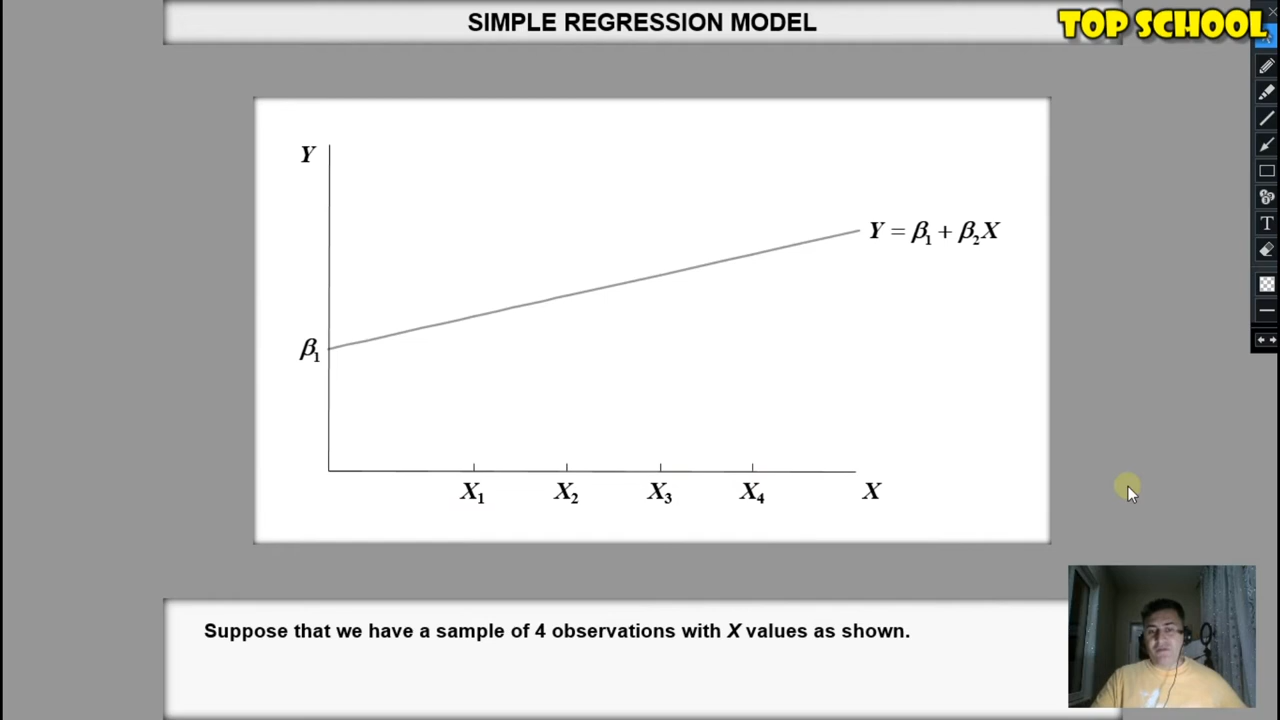 SIMPLE REGRESSION MODEL
TOP SCHOOL
Y
Y = β₁ + β₂X
β₁
X₁ X₂ X₃ X₄ X
T
Suppose that we have a sample of 4 observations with X values as shown.